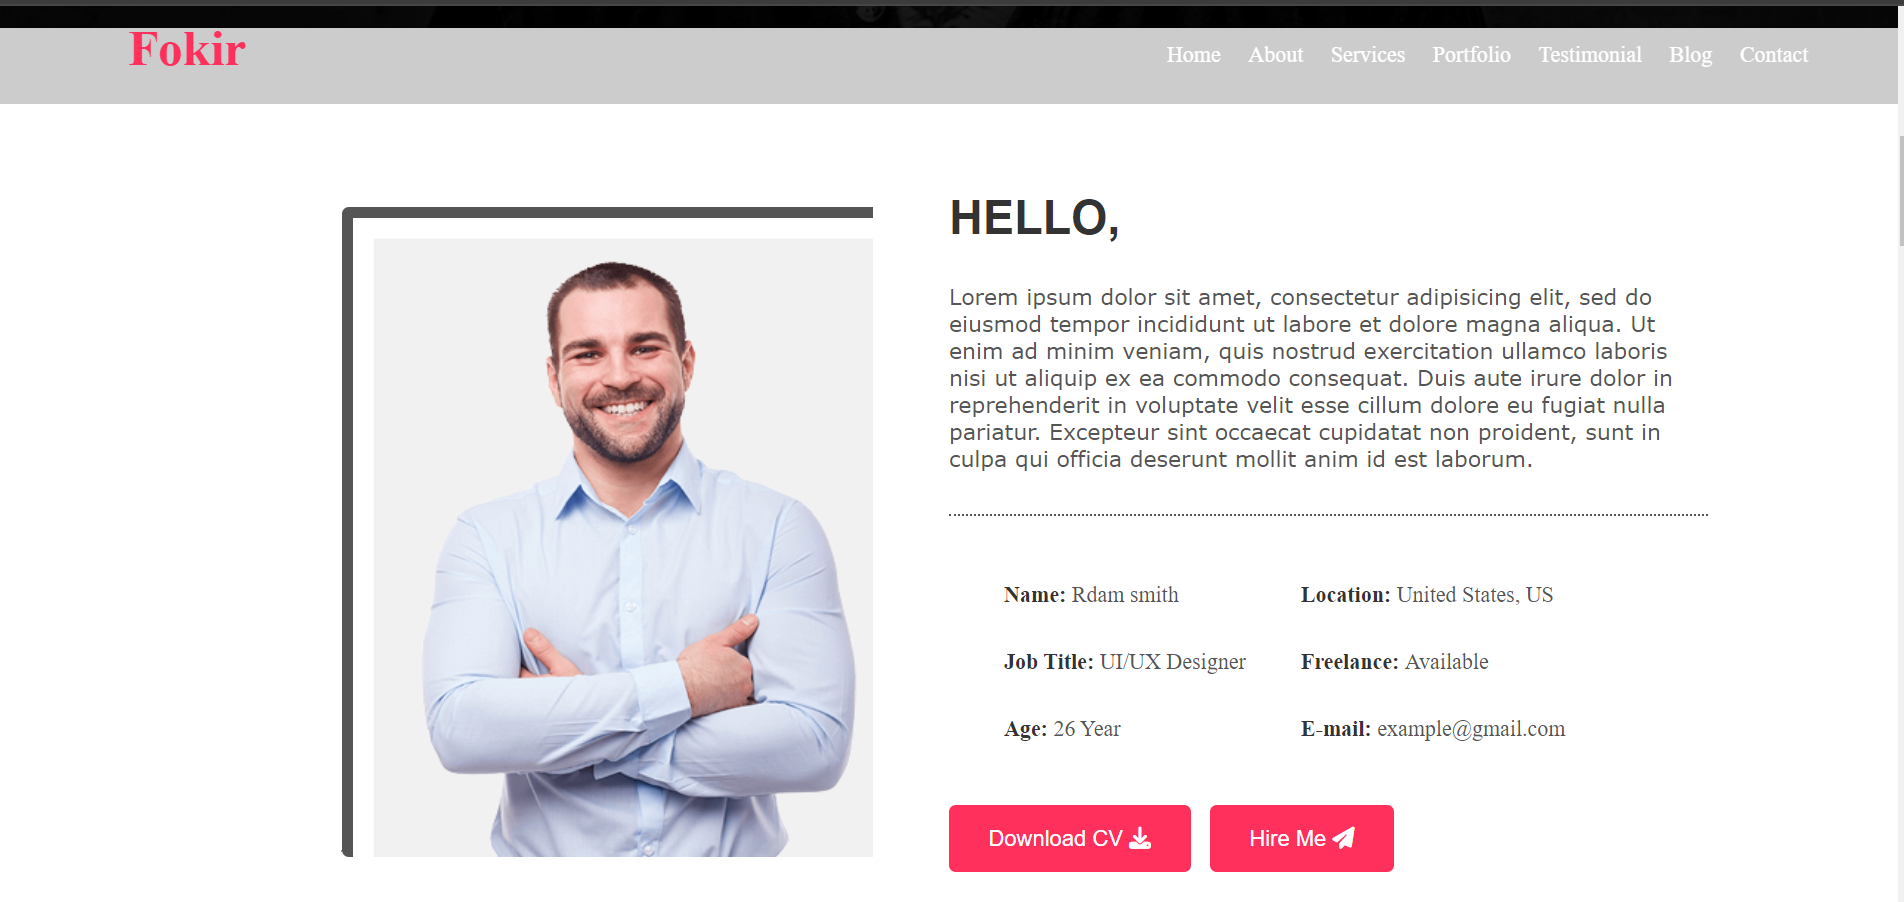 Fokir
Home About Services Portfolio Testimonial Blog Contact
HELLO,
Lorem ipsum dolor sit amet, consectetur adipisicing elit, sed do
eiusmod tempor incididunt ut labore et dolore magna aliqua. Ut
enim ad minim veniam, quis nostrud exercitation ullamco laboris
nisi ut aliquip ex ea commodo consequat. Duis aute irure dolor in
reprehenderit in voluptate velit esse cillum dolore eu fugiat nulla
pariatur. Excepteur sint occaecat cupidatat non proident, sunt in
culpa qui officia deserunt mollit anim id est laborum.
Name: Rdam smith Location: United States, US
Job Title: UI/UX Designer Freelance: Available
Age: 26 Year E-mail: example@gmail.com
Download CV Hire Me